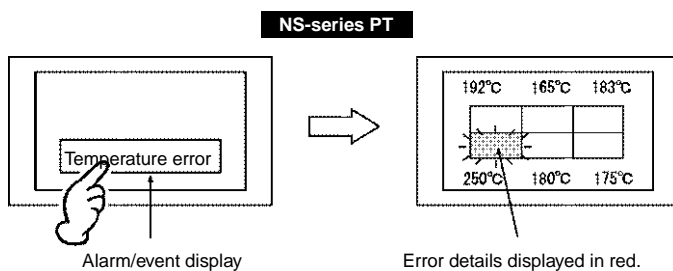 NS-series PT
Temperature error
192°C 165°C 183°C
250°C 180°C 175°C
Alarm/event display
Error details displayed in red.